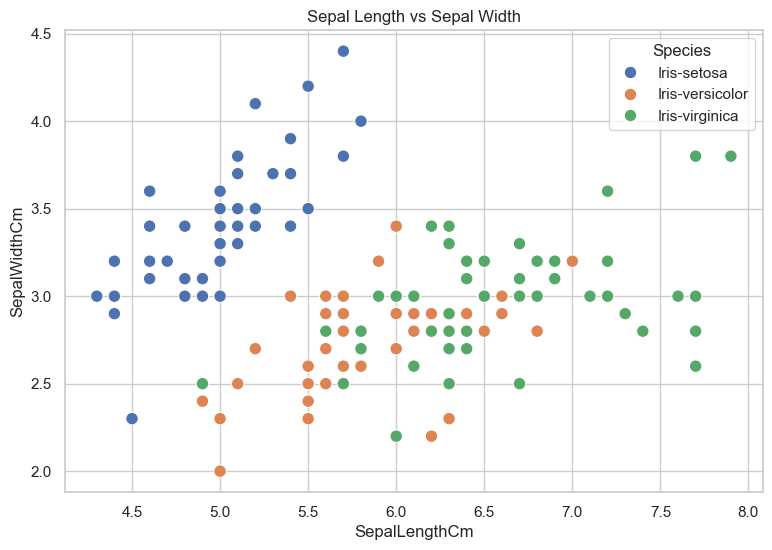 Sepal Length vs Sepal Width
Species
Iris-setosa
Iris-versicolor
Iris-virginica
SepalWidthCm
4.5
4.0
3.5
3.0
2.5
2.0
4.5
5.0
5.5
6.0
6.5
7.0
7.5
8.0
SepalLengthCm